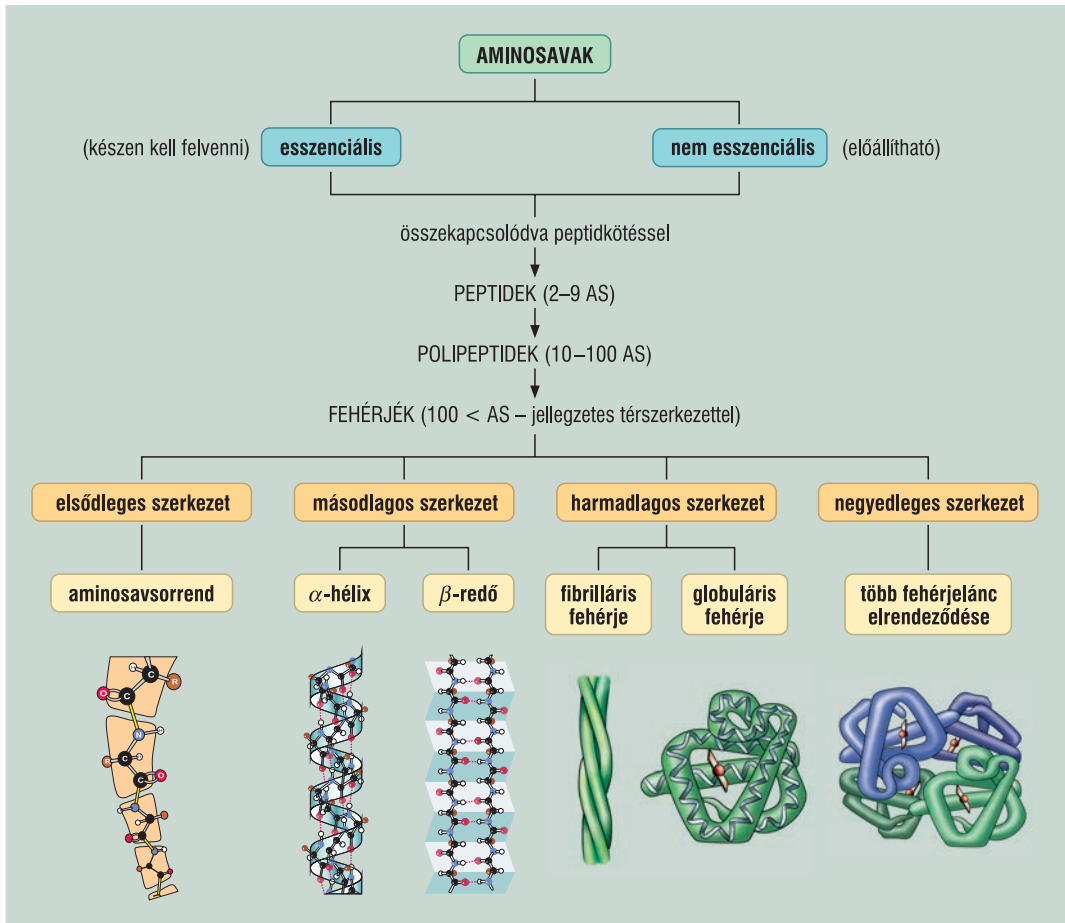 AMINOSAVAK
(készen kell felvenni) esszenciális nem esszenciális (előállítható)
összekapcsolódva peptidkötéssel
PEPTIDEK (2–9 AS)
POLIPEPTIDEK (10–100 AS)
FEHÉRJÉK (100 < AS – jellegzetes térszerkezettel)
elsődleges szerkezet
másodlagos szerkezet
harmadlagos szerkezet
negyedleges szerkezet
aminosavsorrend
α-hélix
β-redő
fibrilláris
fehérje
globuláris
fehérje
több fehérjelánc
elrendeződése
C
R
O
C
N
H
R
C
C
O